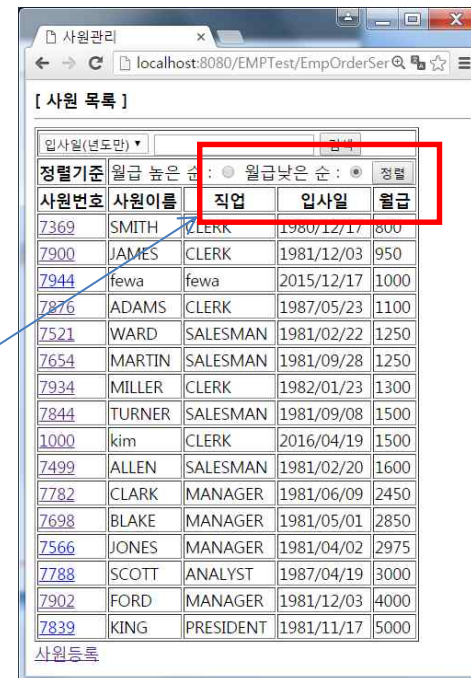 사원관리
localhost:8080/EMPTest/EmpOrderSer
[ 사원 목록 ]
입사일(년도만) 검색
정렬기준 월급 높은 순 : 월급낮은 순 : 정렬
사원번호 사원이름 직업 입사일 월급
7369 SMITH CLERK 1980/12/17 800
7900 JAMES CLERK 1981/12/03 950
7944 fewa fewa 2015/12/17 1000
7876 ADAMS CLERK 1987/05/23 1100
7521 WARD SALESMAN 1981/02/22 1250
7654 MARTIN SALESMAN 1981/09/28 1250
7934 MILLER CLERK 1982/01/23 1300
7844 TURNER SALESMAN 1981/09/08 1500
1000 kim CLERK 2016/04/19 1500
7499 ALLEN SALESMAN 1981/02/20 1600
7782 CLARK MANAGER 1981/06/09 2450
7698 BLAKE MANAGER 1981/05/01 2850
7566 JONES MANAGER 1981/04/02 2975
7788 SCOTT ANALYST 1987/04/19 3000
7902 FORD MANAGER 1981/12/03 4000
7839 KING PRESIDENT 1981/11/17 5000
사원등록